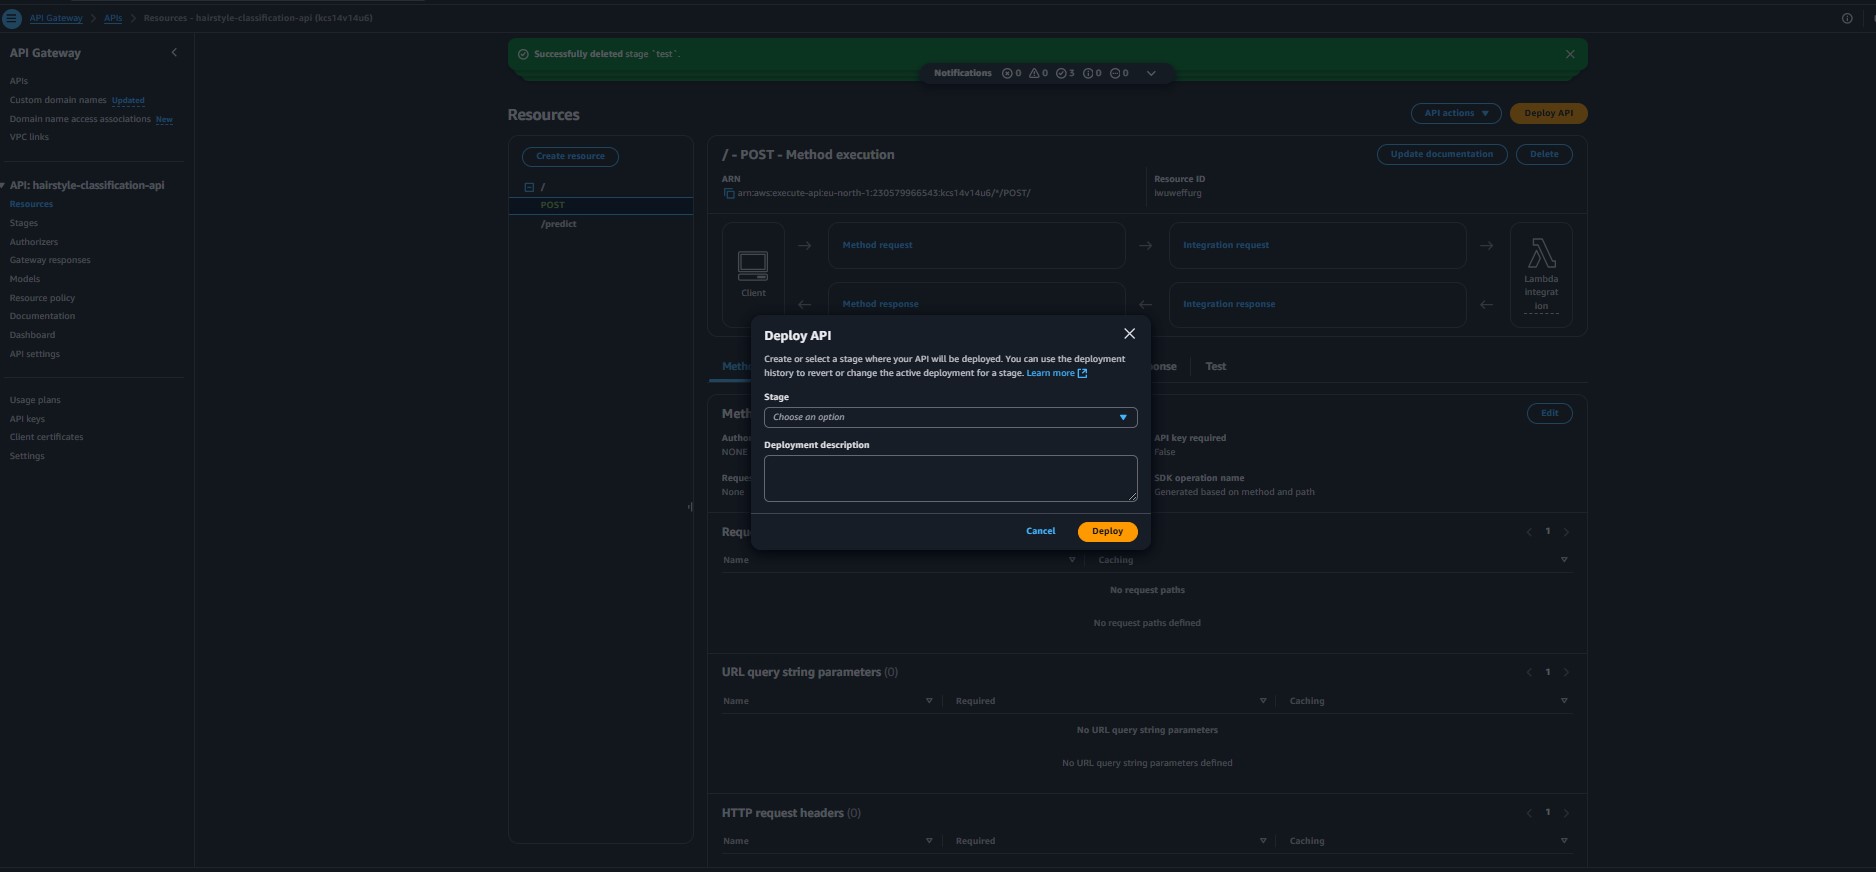 API Gateway > APIs > Resources - hairstyle-classification-api (kcs14v14u6)
API Gateway
APIs
Custom domain names Updated
Domain name access associations New
VPC links
API: hairstyle-classification-api
Resources
Stages
Authorizers
Gateway responses
Models
Resource policy
Documentation
Dashboard
API settings
Usage plans
API keys
Client certificates
Settings
Successfully deleted stage `test`.
Notifications 0 0 3 0 0
Resources
API actions
Deploy API
Create resource
/
POST
/predict
/ - POST - Method execution
Update documentation
Delete
ARN
arn:aws:execute-api:eu-north-1:230579966543:kcs14v14u6/*/POST/
Resource ID
lwuweffurg
Client
Method request
Integration request
Method response
Integration response
Lambda
integrat
ion
Deploy API
Create or select a stage where your API will be deployed. You can use the deployment
history to revert or change the active deployment for a stage. Learn more
Stage
Choose an option
Deployment description
Cancel
Deploy
Test
Edit
NONE
API key required
False
None
SDK operation name
Generated based on method and path
1
Name
Caching
No request paths
No request paths defined
URL query string parameters (0)
1
Name
Required
Caching
No URL query string parameters
No URL query string parameters defined
HTTP request headers (0)
1
Name
Required
Caching